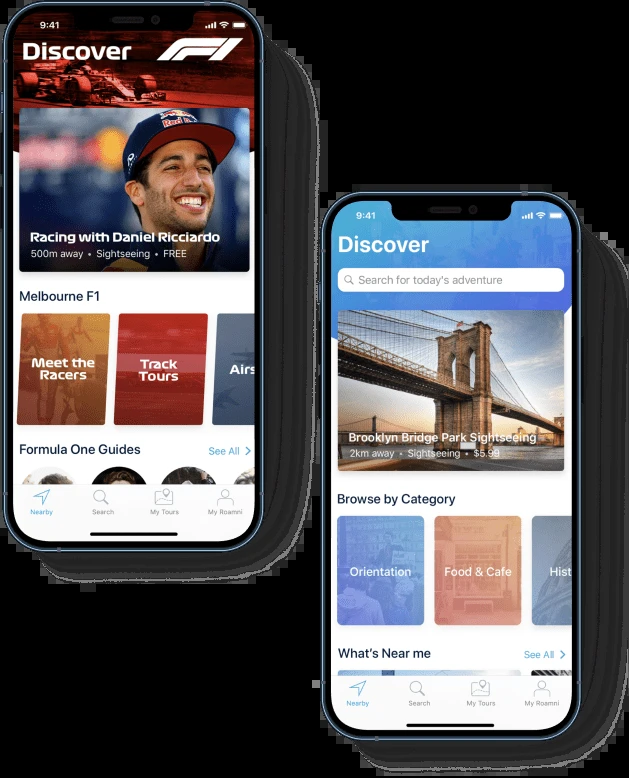 9:41
Discover
F1
Red Bull
Racing with Daniel Ricciardo
500m away • Sightseeing • FREE
Melbourne F1
Meet the
Racers
Track
Tours
Airs
Formula One Guides
See All
Nearby
Search
My Tours
My Roamni
9:41
Discover
Search for today's adventure
Brooklyn Bridge Park Sightseeing
2km away • Sightseeing • $5.99
Browse by Category
Orientation
Food & Cafe
Hist
What's Near me
See All
Nearby
Search
My Tours
My Roamni